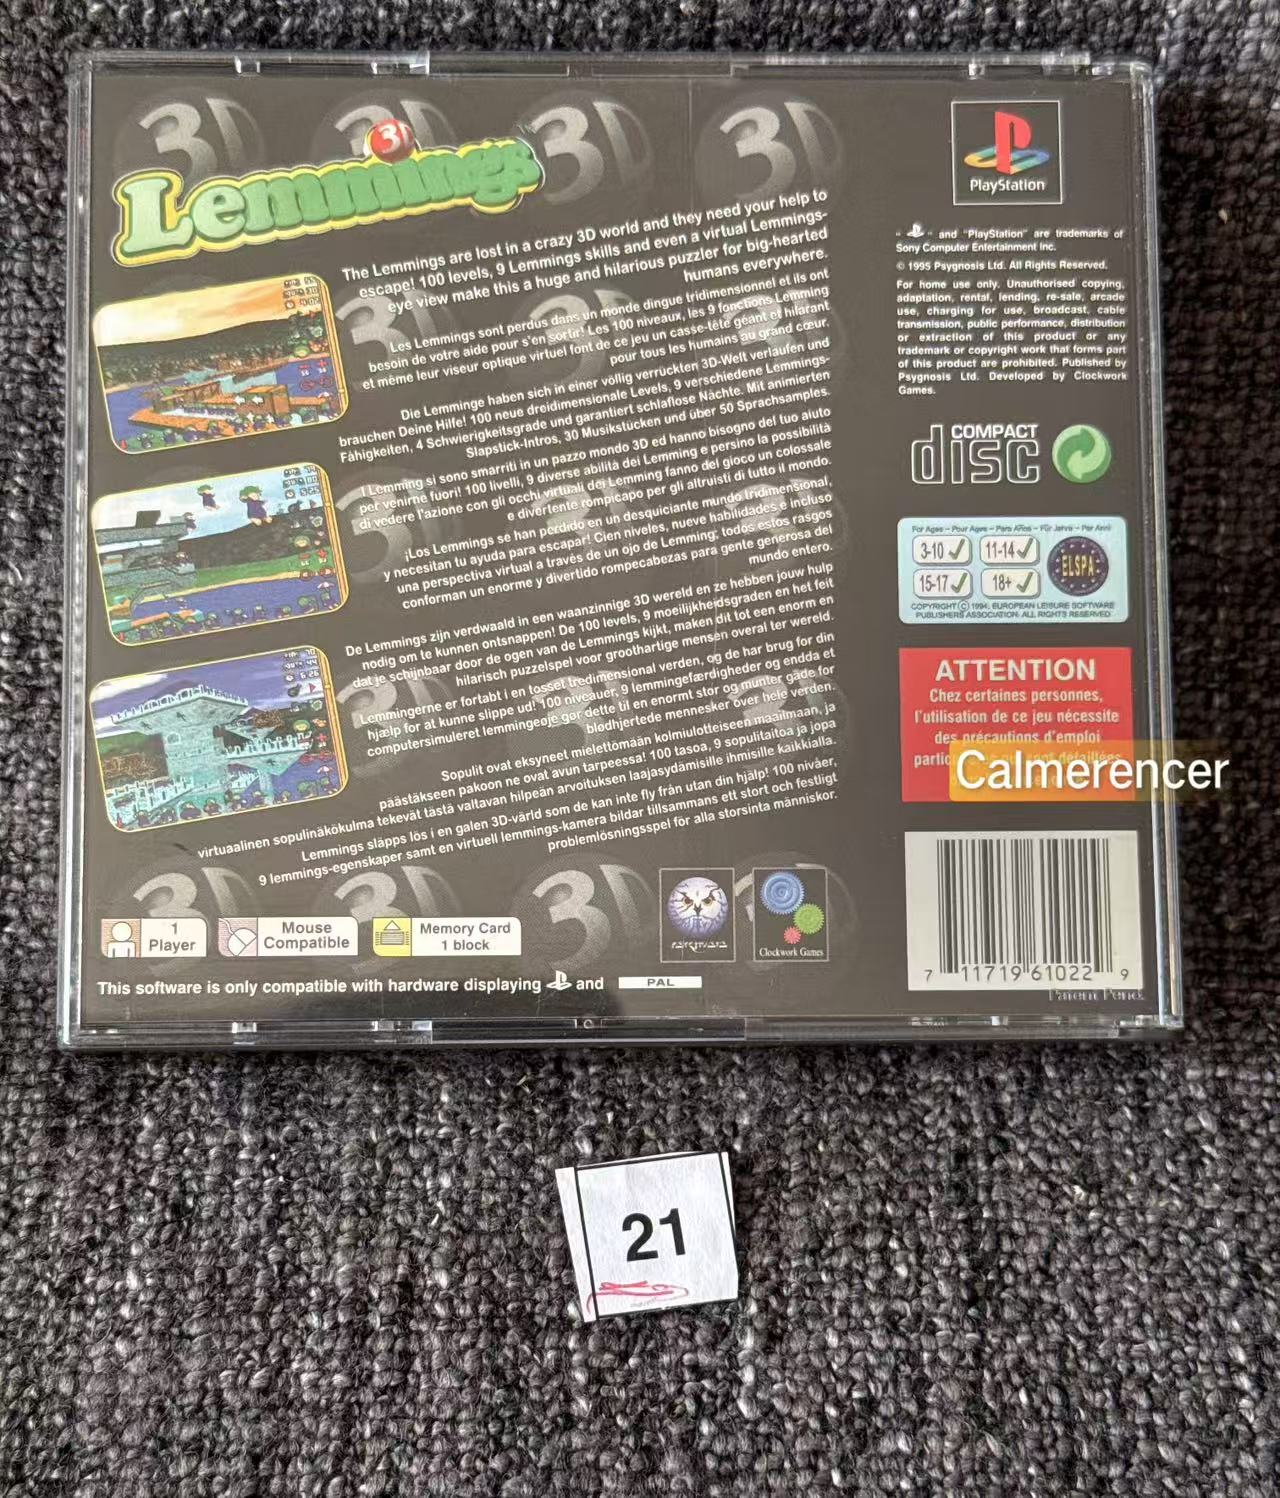 3D
Lemmings
The Lemmings are lost in a crazy 3D world and they need your help to
escape! 100 levels, 9 Lemmings skills and even a virtual Lemmings-
eye view make this a huge and hilarious puzzler for big-hearted
humans everywhere.
Les Lemmings sont perdus dans un monde dingue tridimensionnel et ils ont
besoin de votre aide pour s'en sortir! Les 100 niveaux, les 9 fonctions Lemming
et même leur viseur optique virtuel font de ce jeu un casse-tête géant et hilarant
pour tous les humains au grand cœur.
Die Lemminge haben sich in einer völlig verrückten 3D-Welt verlaufen und
brauchen Deine Hilfe! 100 neue dreidimensionale Levels, 9 verschiedene Lemmings-
Fähigkeiten, 4 Schwierigkeitsgrade und garantiert schlaflose Nächte. Mit animierten
Slapstick-Intros, 30 Musikstücken und über 50 Sprachsamples.
I Lemming si sono smarriti in un pazzo mondo 3D ed hanno bisogno del tuo aiuto
per venirne fuori! 100 livelli, 9 diverse abilità dei Lemming e persino la possibilità
di vedere l'azione con gli occhi virtuali dei Lemming fanno del gioco un colossale
e divertente rompicapo per gli altruisti di tutto il mondo.
¡Los Lemmings se han perdido en un desquiciante mundo tridimensional,
y necesitan tu ayuda para escapar! Cien niveles, nueve habilidades e incluso
una perspectiva virtual a través de un ojo de Lemming; todos estos rasgos
conforman un enorme y divertido rompecabezas para gente generosa del
mundo entero.
De Lemmings zijn verdwaald in een waanzinnige 3D wereld en ze hebben jouw hulp
nodig om te kunnen ontsnappen! De 100 levels, 9 moeilijkheidsgraden en het feit
dat je schijnbaar door de ogen van de Lemmings kijkt, maken dit tot een enorm en
hilarisch puzzelspel voor groothartige mensen overal ter wereld.
Lemmingerne er fortabt i en tosset tredimensional verden, og de har brug for din
hjælp for at kunne slippe ud! 100 niveauer, 9 lemmingefærdigheder og endda et
computersimuleret lemmingeøje gør dette til en enormt stor og munter gåde for
blodhjertede mennesker over hele verden.
Sopulit ovat eksyneet mielettömään kolmiulotteiseen maailmaan, ja
päästäkseen pakoon ne ovat avun tarpeessa! 100 tasoa, 9 sopulitaitoa ja jopa
virtuaalinen sopulinäkökulma tekevät tästä valtavan hilpeän arvoituksen laajasydämisille ihmisille kaikkialla.
Lemmings släpps lös i en galen 3D-värld som de kan inte fly från utan din hjälp! 100 nivåer,
9 lemmings-egenskaper samt en virtuell lemmings-kamera bildar tillsammans ett stort och festligt
problemlösningsspel för alla storsinta människor.
1
Player
Mouse
Compatible
Memory Card
1 block
Clockwork Games
This software is only compatible with hardware displaying and PAL
PlayStation
" " and "PlayStation" are trademarks of
Sony Computer Entertainment Inc.
© 1995 Psygnosis Ltd. All Rights Reserved.
For home use only. Unauthorised copying,
adaptation, rental, lending, re-sale, arcade
use, charging for use, broadcast, cable
transmission, public performance, distribution
or extraction of this product or any
trademark or copyright work that forms part
of this product are prohibited. Published by
Psygnosis Ltd. Developed by Clockwork
Games.
COMPACT
disc
For Ages – Pour Ages – Para Años – Für Jahre – Per Anni
3-10 ✓ 11-14 ✓
15-17 ✓ 18+ ✓
ELSPA
COPYRIGHT © 1994, EUROPEAN LEISURE SOFTWARE
PUBLISHERS ASSOCIATION. ALL RIGHTS RESERVED
ATTENTION
Chez certaines personnes,
l'utilisation de ce jeu nécessite
des précautions d'emploi
Calmerencer
7 11719 61022 9
Patent Pend.
21